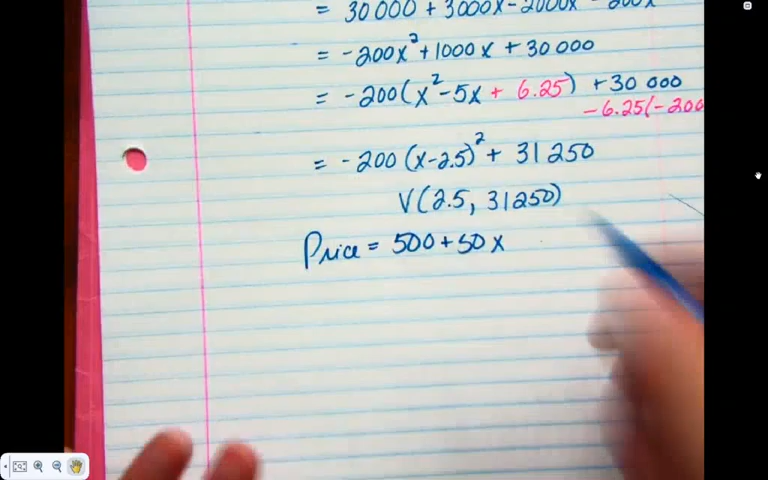 = 30 000 + 3000x - 2000x - 200x
= -200x² + 1000x + 30 000
= -200(x² - 5x + 6.25) + 30 000
-6.25(-200
= -200 (x-2.5)² + 31 250
V(2.5, 31250)
Price = 500 + 50x